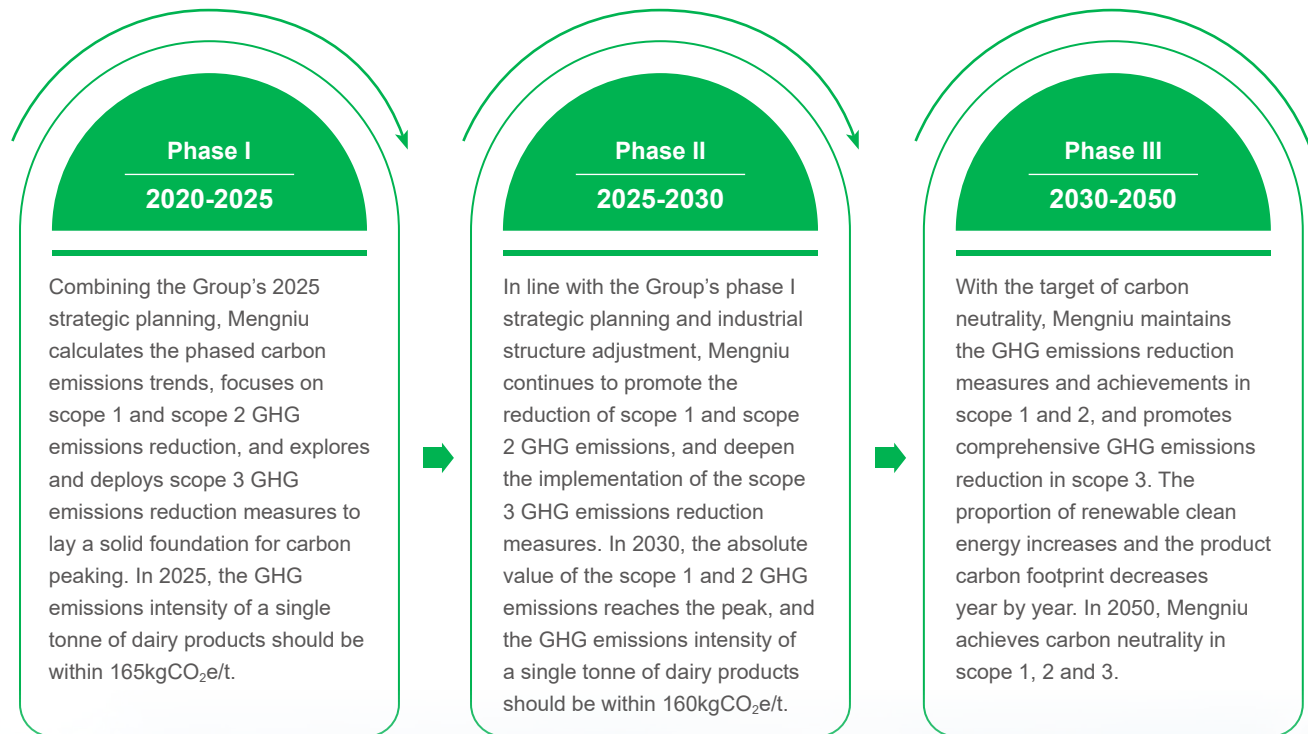 Phase I
2020-2025
Combining the Group’s 2025
strategic planning, Mengniu
calculates the phased carbon
emissions trends, focuses on
scope 1 and scope 2 GHG
emissions reduction, and explores
and deploys scope 3 GHG
emissions reduction measures to
lay a solid foundation for carbon
peaking. In 2025, the GHG
emissions intensity of a single
tonne of dairy products should be
within 165kgCO₂e/t.
Phase II
2025-2030
In line with the Group’s phase I
strategic planning and industrial
structure adjustment, Mengniu
continues to promote the
reduction of scope 1 and scope
2 GHG emissions, and deepen
the implementation of the scope
3 GHG emissions reduction
measures. In 2030, the absolute
value of the scope 1 and 2 GHG
emissions reaches the peak, and
the GHG emissions intensity of
a single tonne of dairy products
should be within 160kgCO₂e/t.
Phase III
2030-2050
With the target of carbon
neutrality, Mengniu maintains
the GHG emissions reduction
measures and achievements in
scope 1 and 2, and promotes
comprehensive GHG emissions
reduction in scope 3. The
proportion of renewable clean
energy increases and the product
carbon footprint decreases
year by year. In 2050, Mengniu
achieves carbon neutrality in
scope 1, 2 and 3.